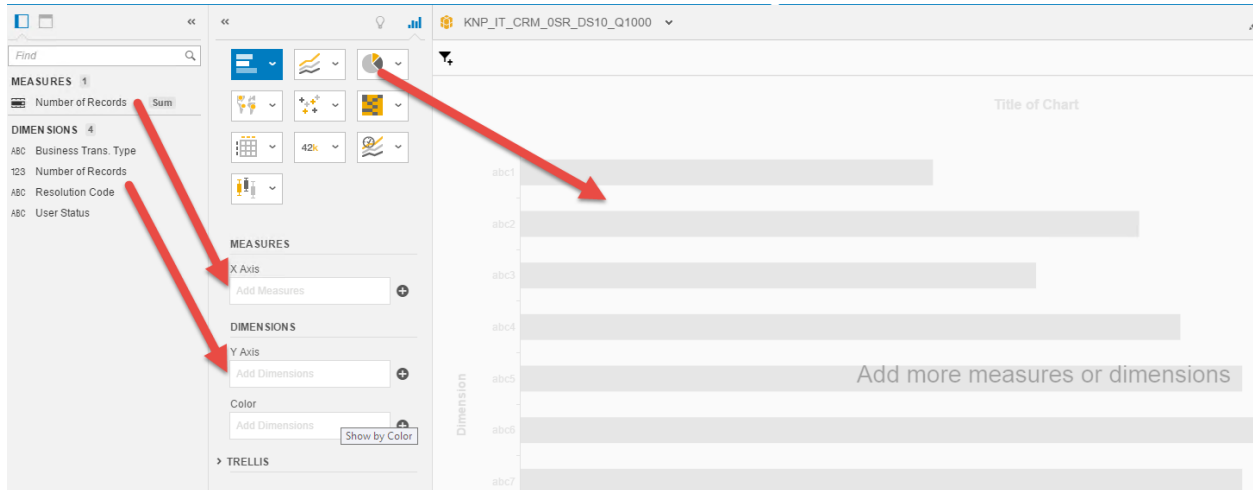 KNP_IT_CRM_0SR_DS10_Q1000
Find
MEASURES 1
Number of Records Sum
DIMENSIONS 4
ABC Business Trans. Type
123 Number of Records
ABC Resolution Code
ABC User Status
42k
MEASURES
X Axis
Add Measures
DIMENSIONS
Y Axis
Add Dimensions
Color
Add Dimensions
Show by Color
TRELLIS
Title of Chart
abc1
abc2
abc3
abc4
abc5
abc6
abc7
Dimension
Add more measures or dimensions